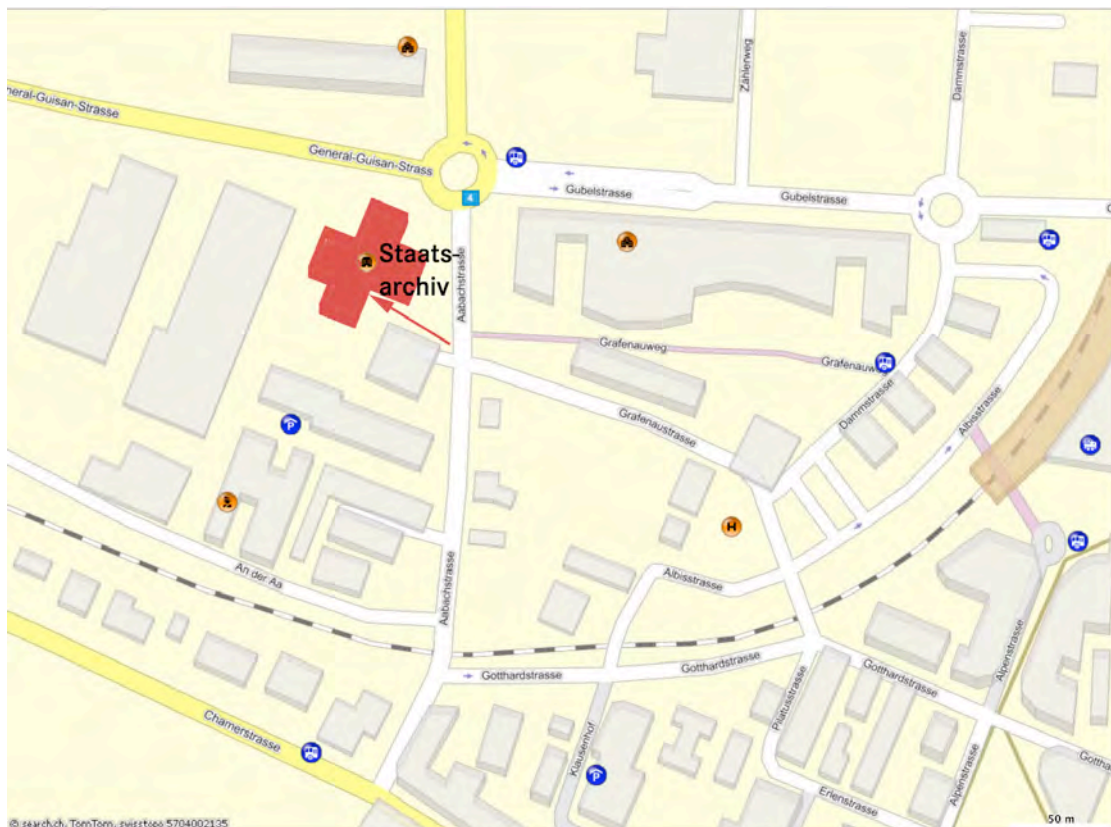 Zählerweg
Dammstrasse
General-Guisan-Strasse
General-Guisan-Strass
Gubelstrasse
Gubelstrasse
4
Staats-
archiv
Aabachstrasse
Grafenauweg
Grafenauweg
Dammstrasse
Albisstrasse
Grafenaustrasse
P
H
An der Aa
Albisstrasse
Aabachstrasse
Gotthardstrasse
Gotthardstrasse
Gotthardstrasse
Alpenstrasse
Pilatusstrasse
Chamerstrasse
Klausenhof
P
Alpenstrasse
Erlenstrasse
© search.ch, TomTom, swisstopo 5704002135
50 m